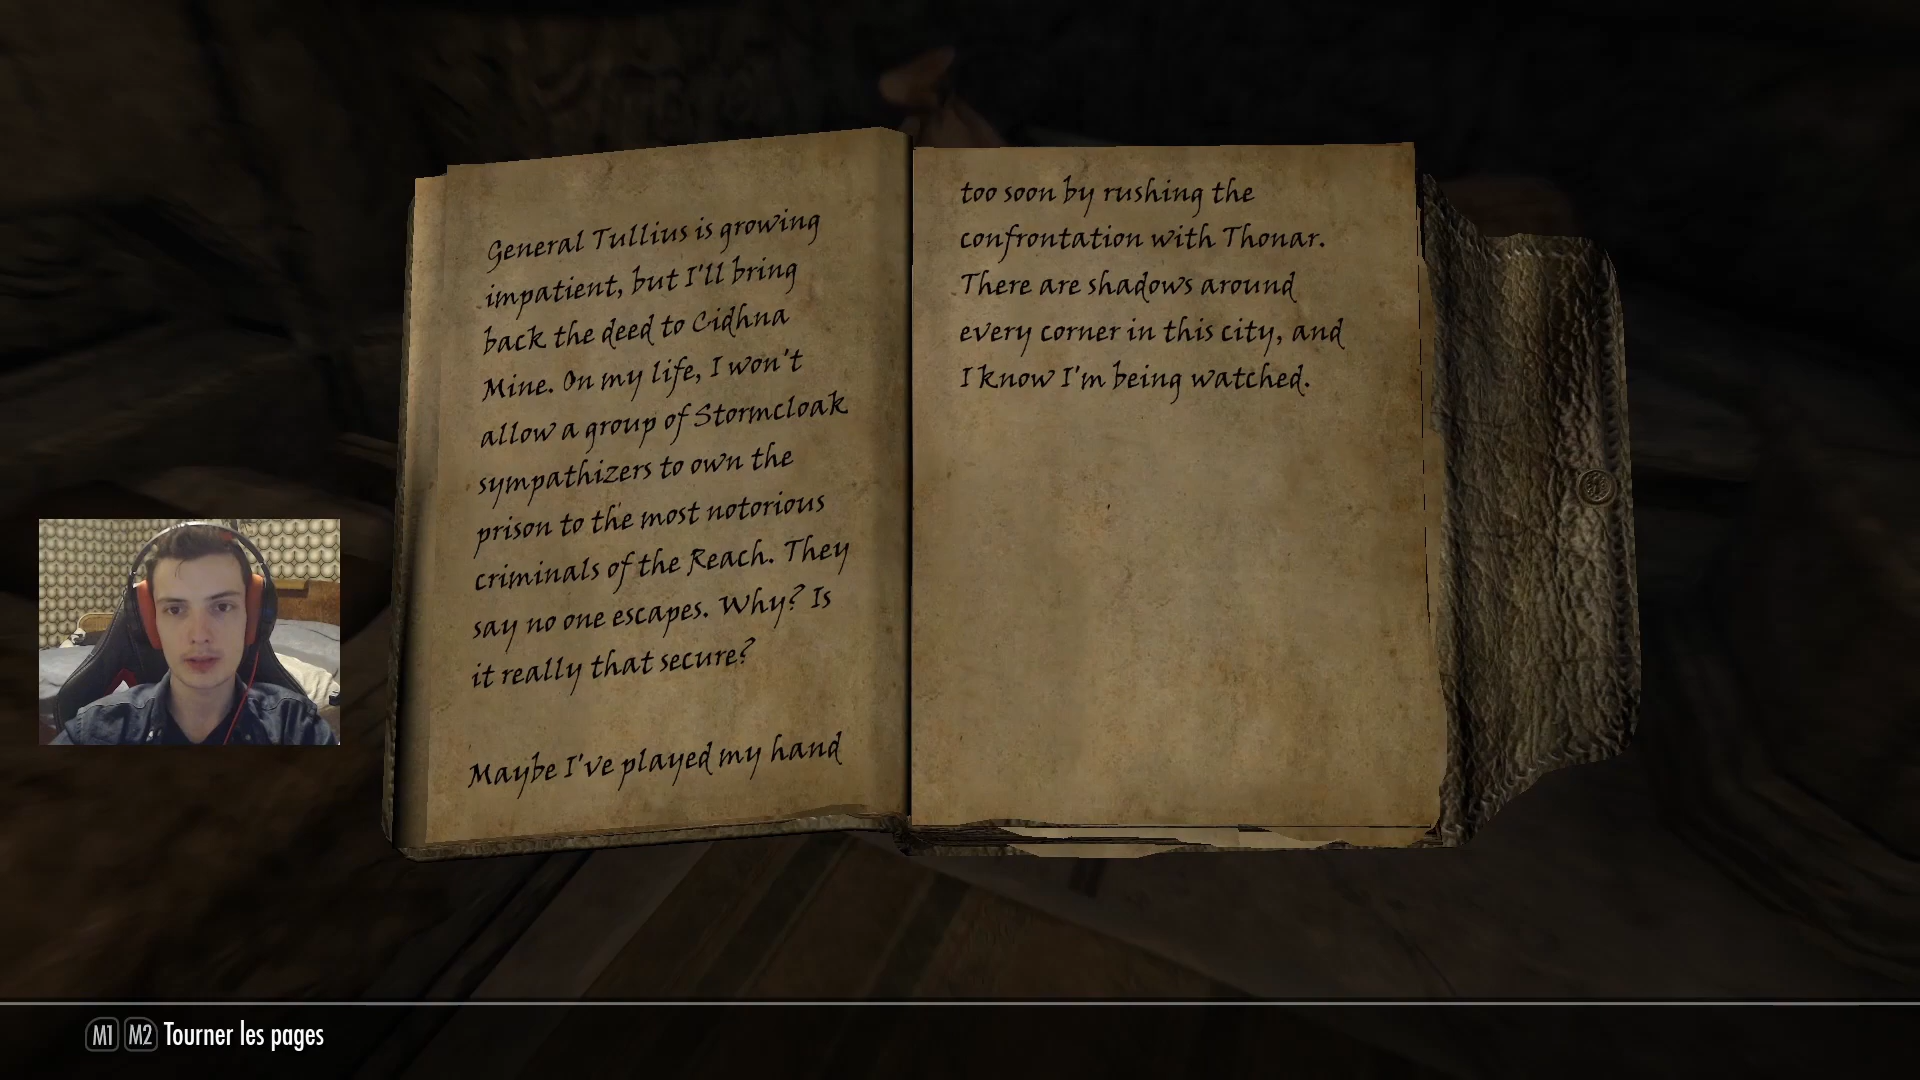 General Tullius is growing
impatient, but I'll bring
back the deed to Cidhna
Mine. On my life, I won't
allow a group of Stormcloak
sympathizers to own the
prison to the most notorious
criminals of the Reach. They
say no one escapes. Why? Is
it really that secure?
Maybe I've played my hand
too soon by rushing the
confrontation with Thonar.
There are shadows around
every corner in this city, and
I know I'm being watched.
M1 M2 Tourner les pages